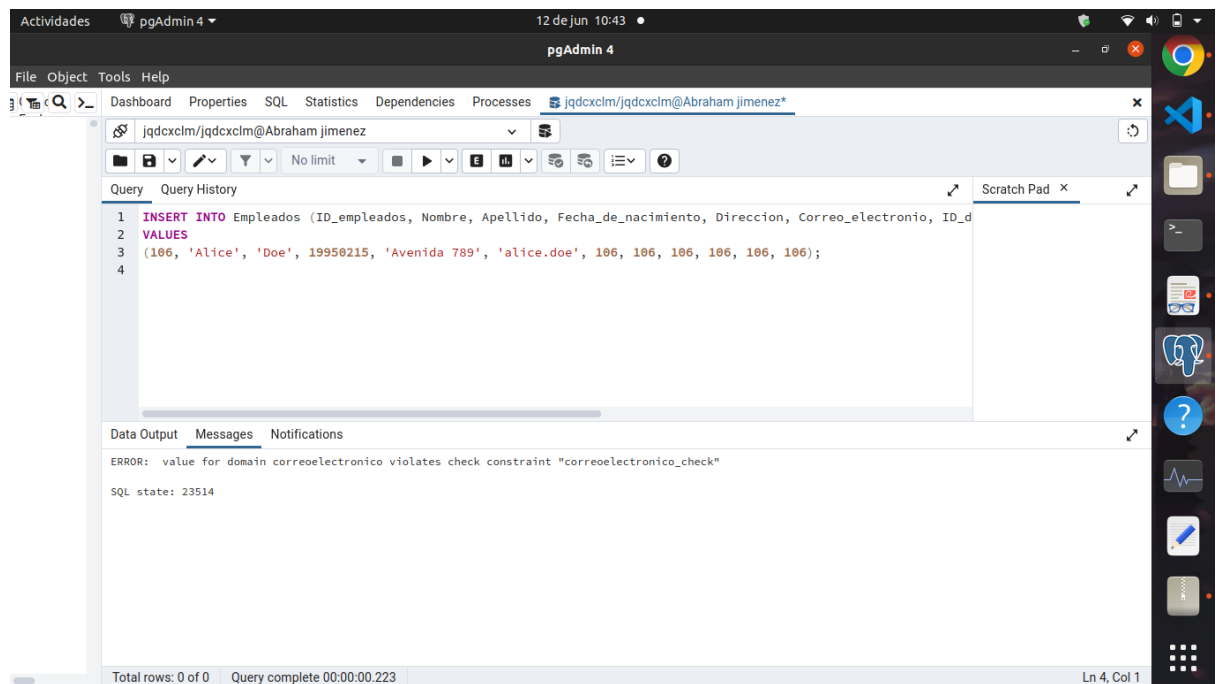 Actividades pgAdmin 4 12 de jun 10:43
pgAdmin 4
File Object Tools Help
Dashboard Properties SQL Statistics Dependencies Processes jqdcxclm/jqdcxclm@Abraham jimenez*
jqdcxclm/jqdcxclm@Abraham jimenez
No limit
Query Query History Scratch Pad
1 INSERT INTO Empleados (ID_empleados, Nombre, Apellido, Fecha_de_nacimiento, Direccion, Correo_electronio, ID_d
2 VALUES
3 (106, 'Alice', 'Doe', 19950215, 'Avenida 789', 'alice.doe', 106, 106, 106, 106, 106, 106);
4
Data Output Messages Notifications
ERROR: value for domain correoelectronico violates check constraint "correoelectronico_check"
SQL state: 23514
Total rows: 0 of 0 Query complete 00:00:00.223 Ln 4, Col 1